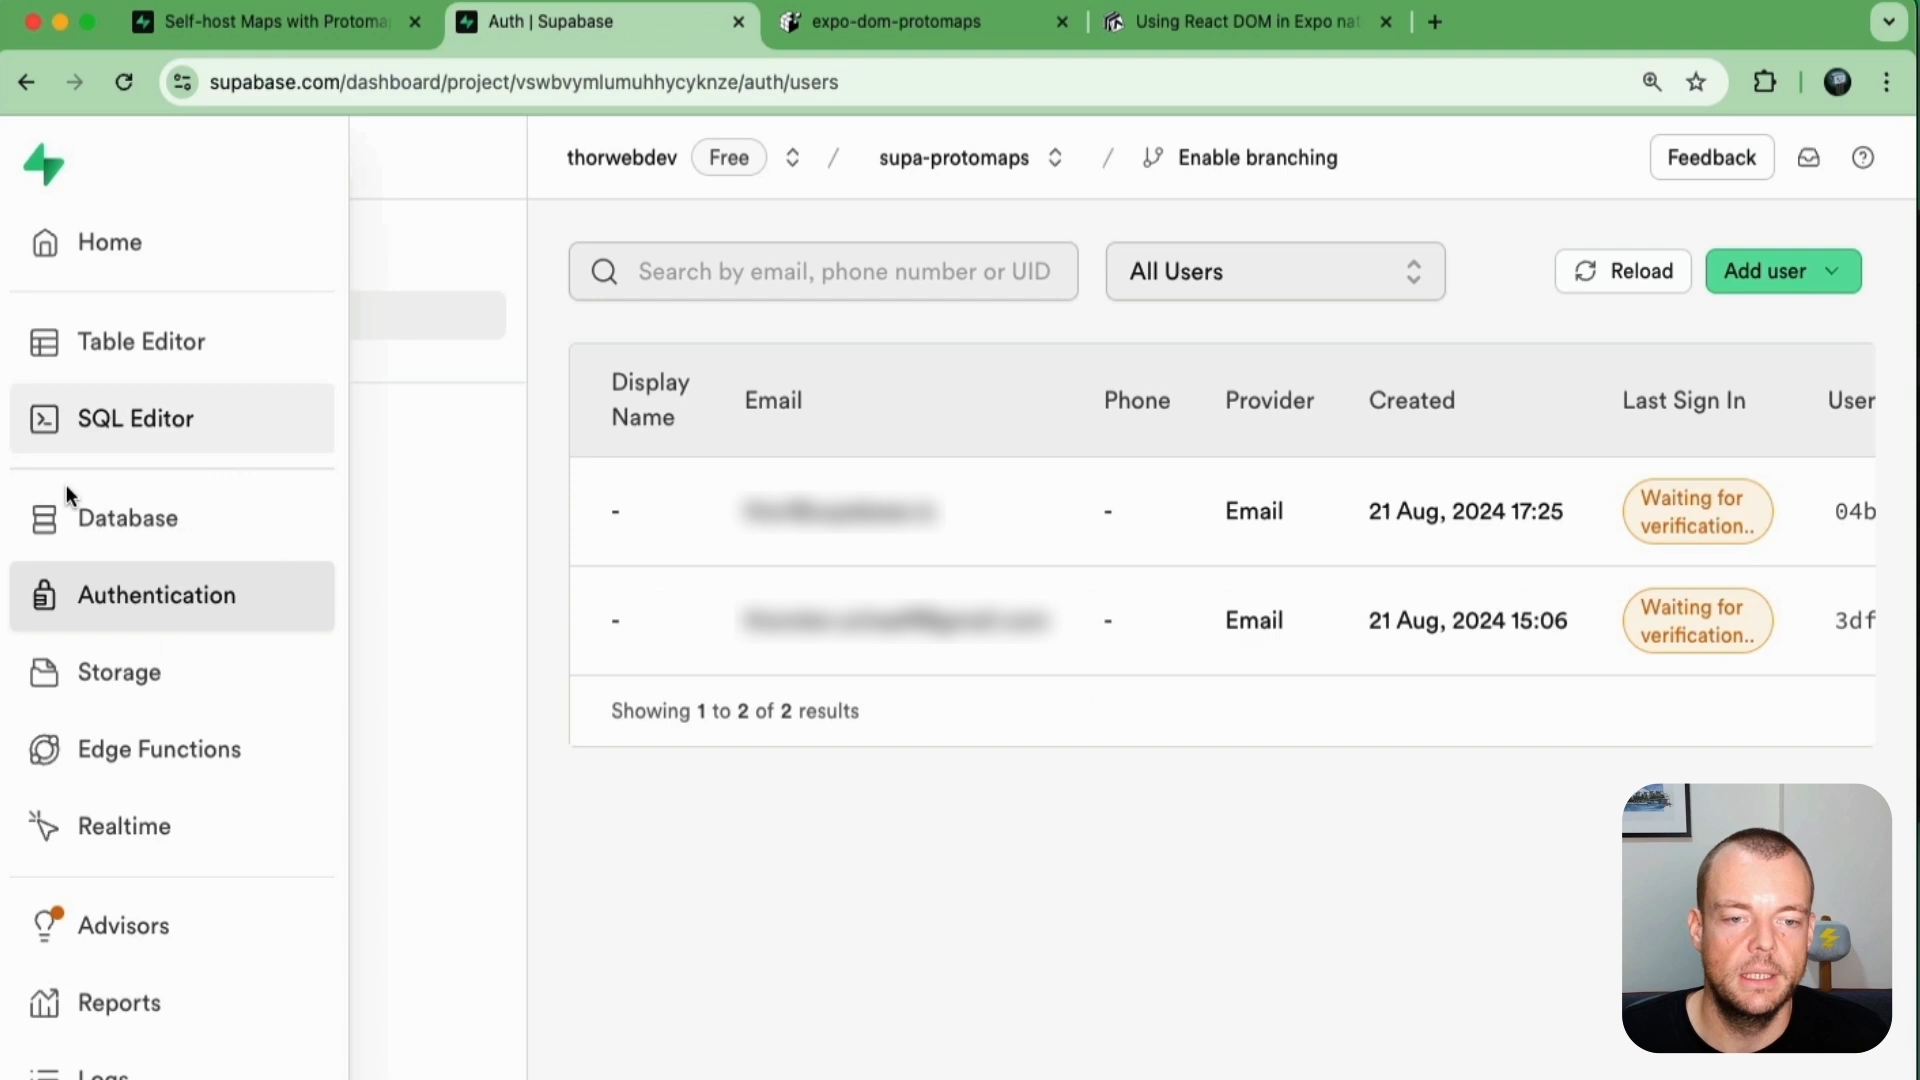 Self-host Maps with Protoma
Auth | Supabase
expo-dom-protomaps
Using React DOM in Expo nat
supabase.com/dashboard/project/vswbvymlumuhhycyknze/auth/users
thorwebdev Free / supa-protomaps / Enable branching
Feedback
Home
Table Editor
SQL Editor
Database
Authentication
Storage
Edge Functions
Realtime
Advisors
Reports
Logs
Search by email, phone number or UID
All Users
Reload
Add user
Display Name Email Phone Provider Created Last Sign In User
- - Email 21 Aug, 2024 17:25 Waiting for verification.. 04b
- - Email 21 Aug, 2024 15:06 Waiting for verification.. 3df
Showing 1 to 2 of 2 results